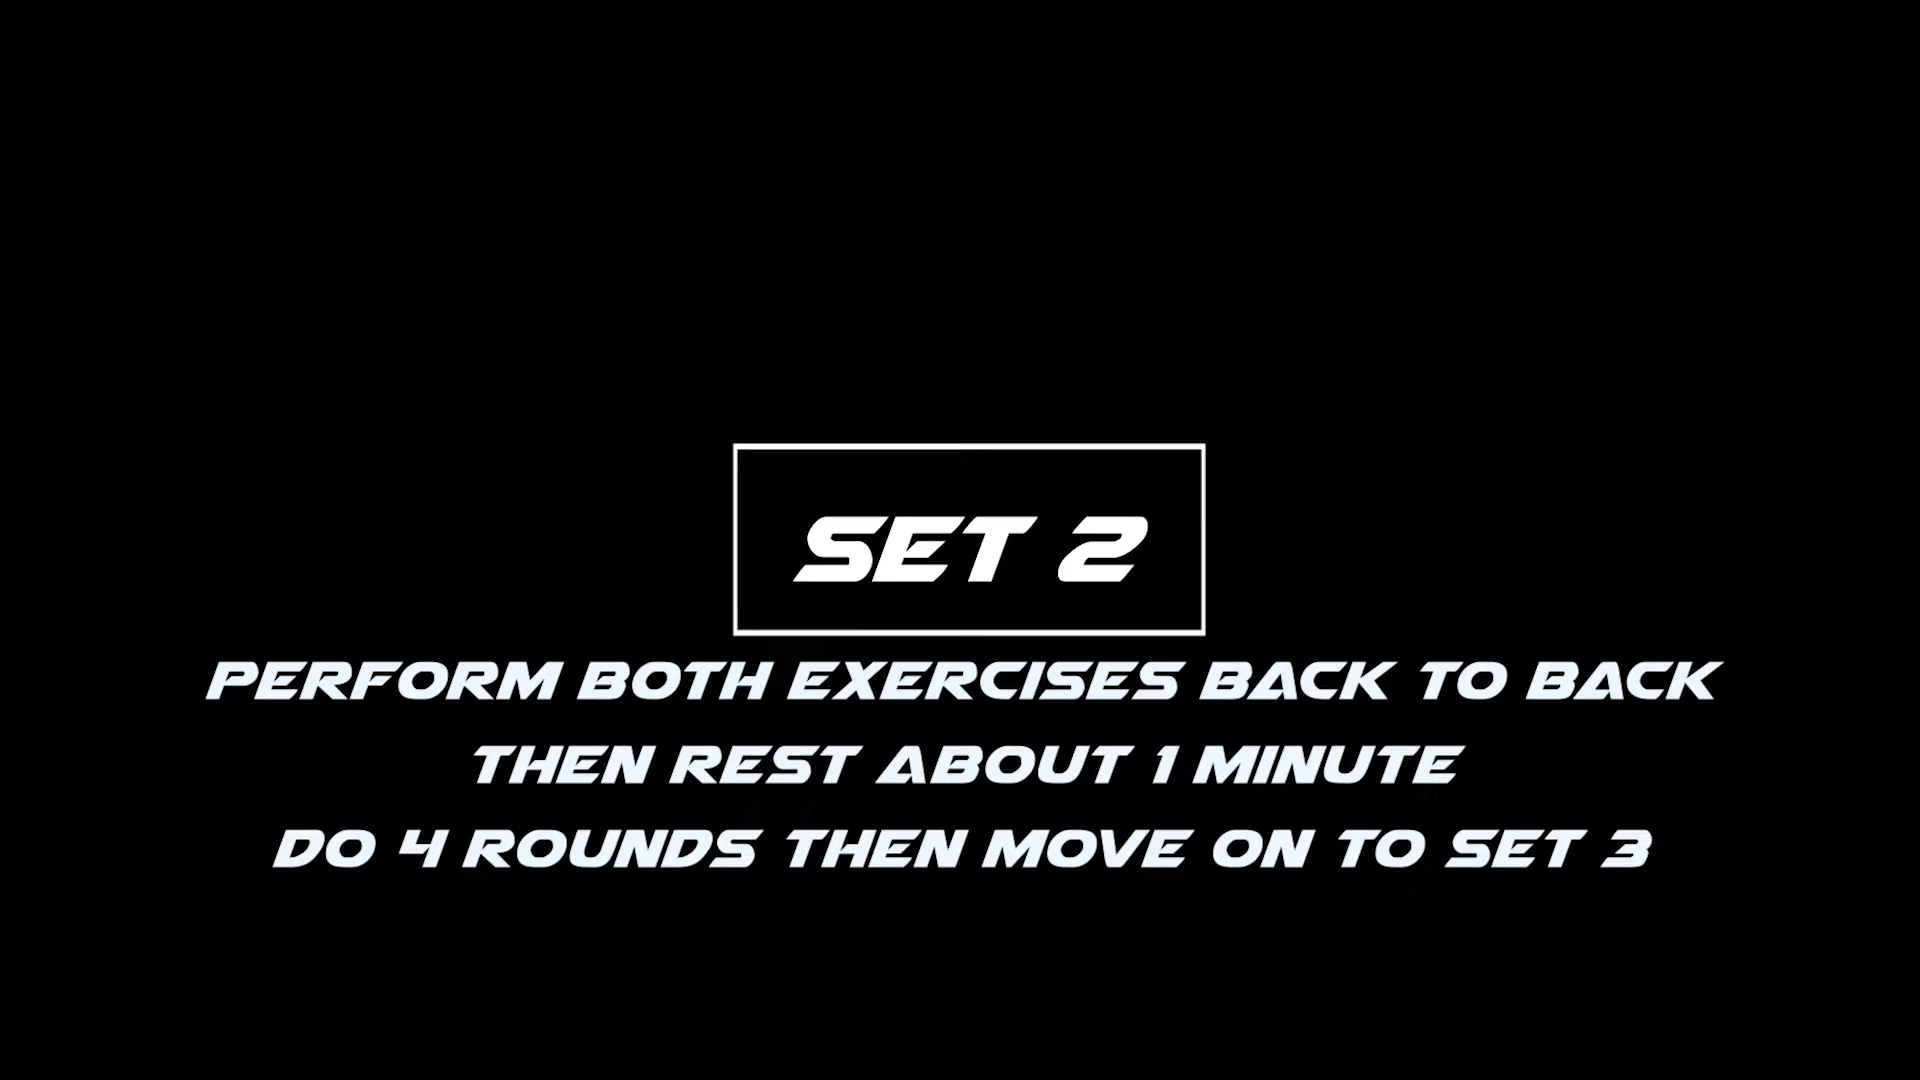 SET 2
PERFORM BOTH EXERCISES BACK TO BACK
THEN REST ABOUT 1 MINUTE
DO 4 ROUNDS THEN MOVE ON TO SET 3